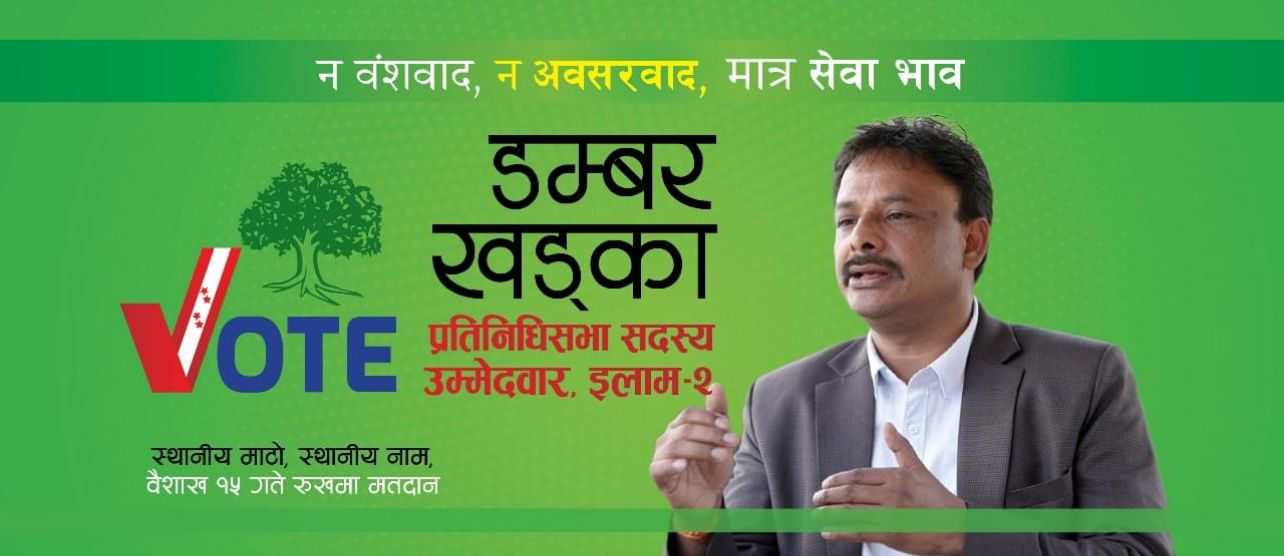 न वंशवाद, न अवसरवाद, मात्र सेवा भाव
डम्बर
खड्का
VOTE
प्रतिनिधिसभा सदस्य
उम्मेदवार, इलाम-२
स्थानीय माटो, स्थानीय नाम,
वैशाख १५ गते रुखमा मतदान